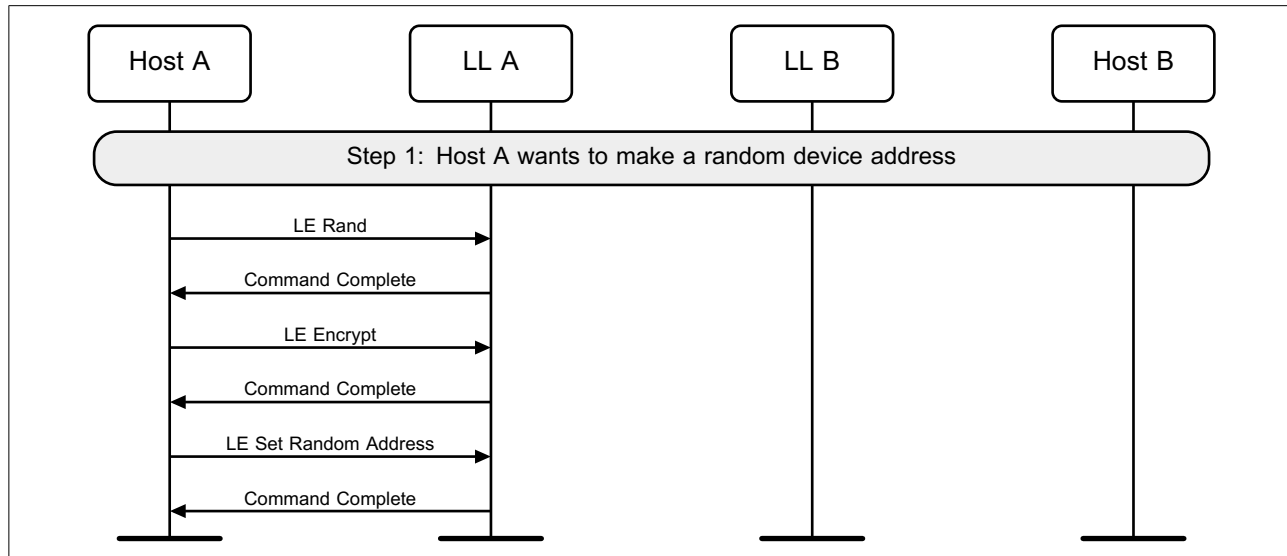 Host A
LL A
LL B
Host B
Step 1: Host A wants to make a random device address
LE Rand
Command Complete
LE Encrypt
Command Complete
LE Set Random Address
Command Complete